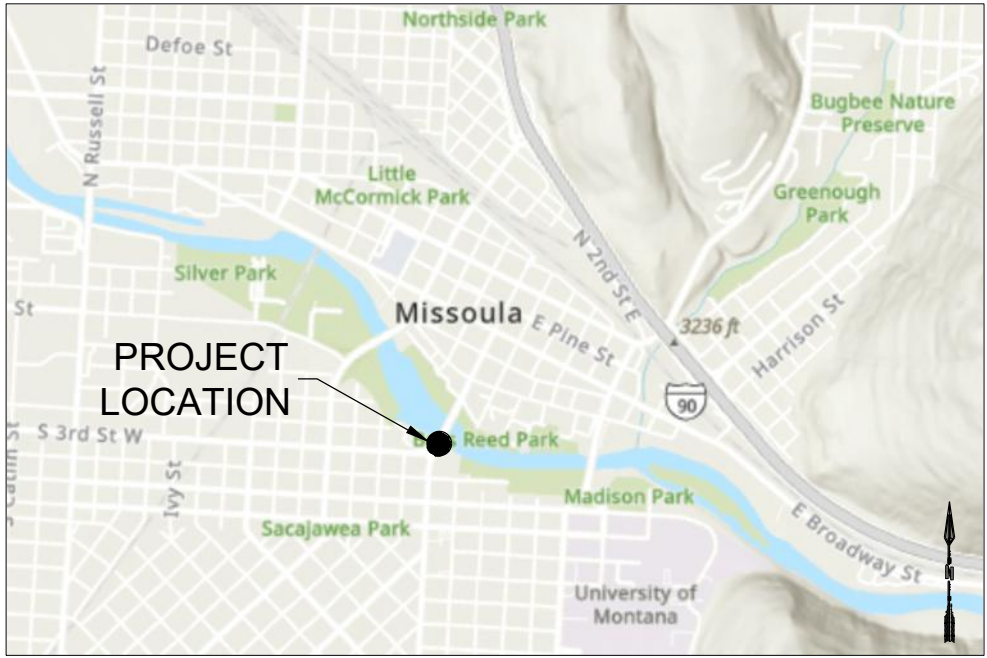 Northside Park
Defoe St
N Russell St
Bugbee Nature
Preserve
Little
McCormick Park
Greenough
Park
N 2nd St E
Silver Park
St
Missoula
E Pine St
3236 ft
Harrison St
PROJECT
LOCATION
90
S 3rd St W
Reed Park
S Catlin St
Ivy St
Madison Park
Sacajawea Park
E Broadway St
University of
Montana
N